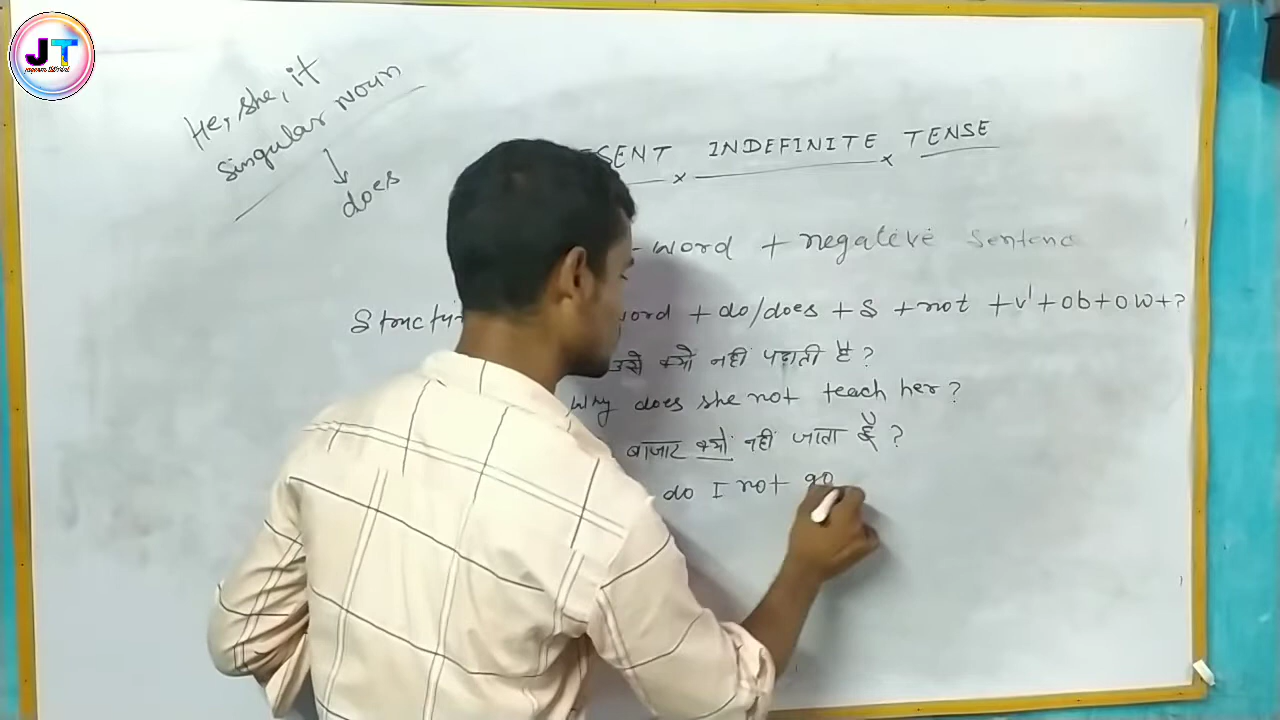 JT
He, she, it
singular noun
does
ESENT INDEFINITE TENSE
word + negative sentenc
Structu word + do/does + S + not + v¹ + ob + ow + ?
उसे क्यों नहीं पढ़ाती है ?
Why does she not teach her ?
बाजार क्यों नहीं जाता हूँ ?
do I not go